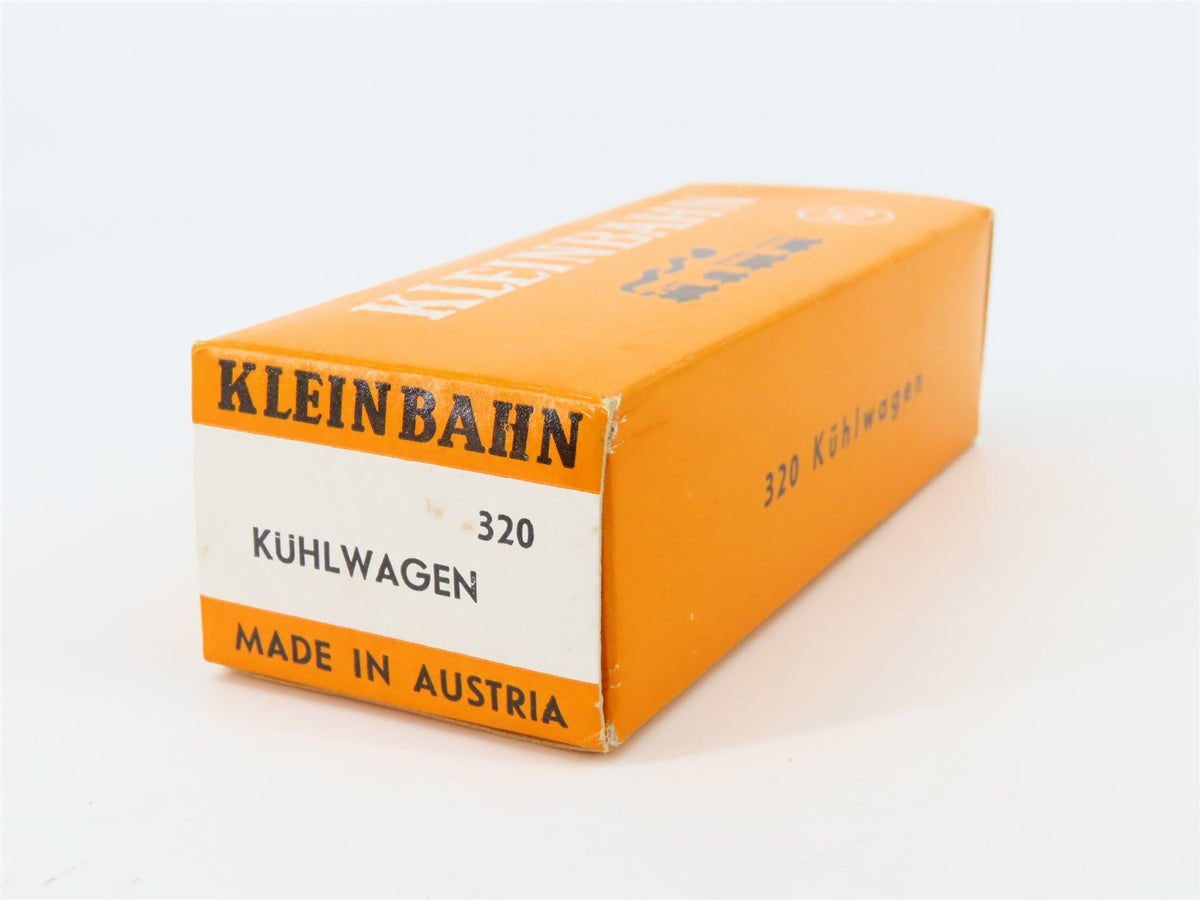 KLEINBAHN
KLEINBAHN
320
KÜHLWAGEN
MADE IN AUSTRIA
320 Kühlwagen